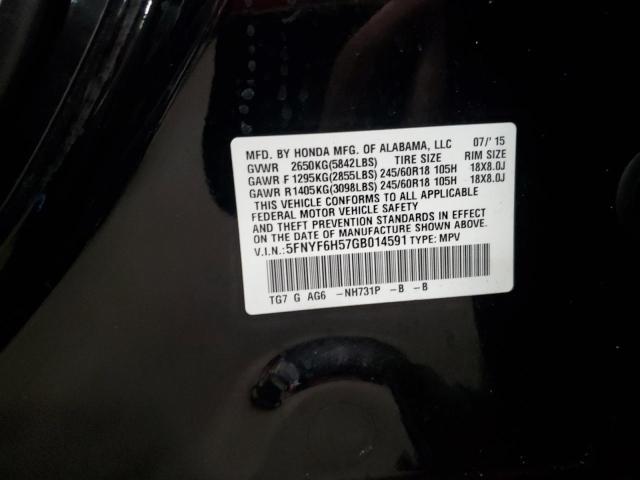 MFD. BY HONDA MFG. OF ALABAMA, LLC 07/'15
GVWR 2650KG(5842LBS) TIRE SIZE RIM SIZE
GAWR F 1295KG(2855LBS) 245/60R18 105H 18X8.0J
GAWR R1405KG(3098LBS) 245/60R18 105H 18X8.0J
THIS VEHICLE CONFORMS TO ALL APPLICABLE
FEDERAL MOTOR VEHICLE SAFETY
AND THEFT PREVENTION STANDARDS IN EFFECT
ON THE DATE OF MANUFACTURE SHOWN ABOVE.
V.I.N.:5FNYF6H57GB014591 TYPE: MPV
TG7 G AG6 -NH731P -B -B